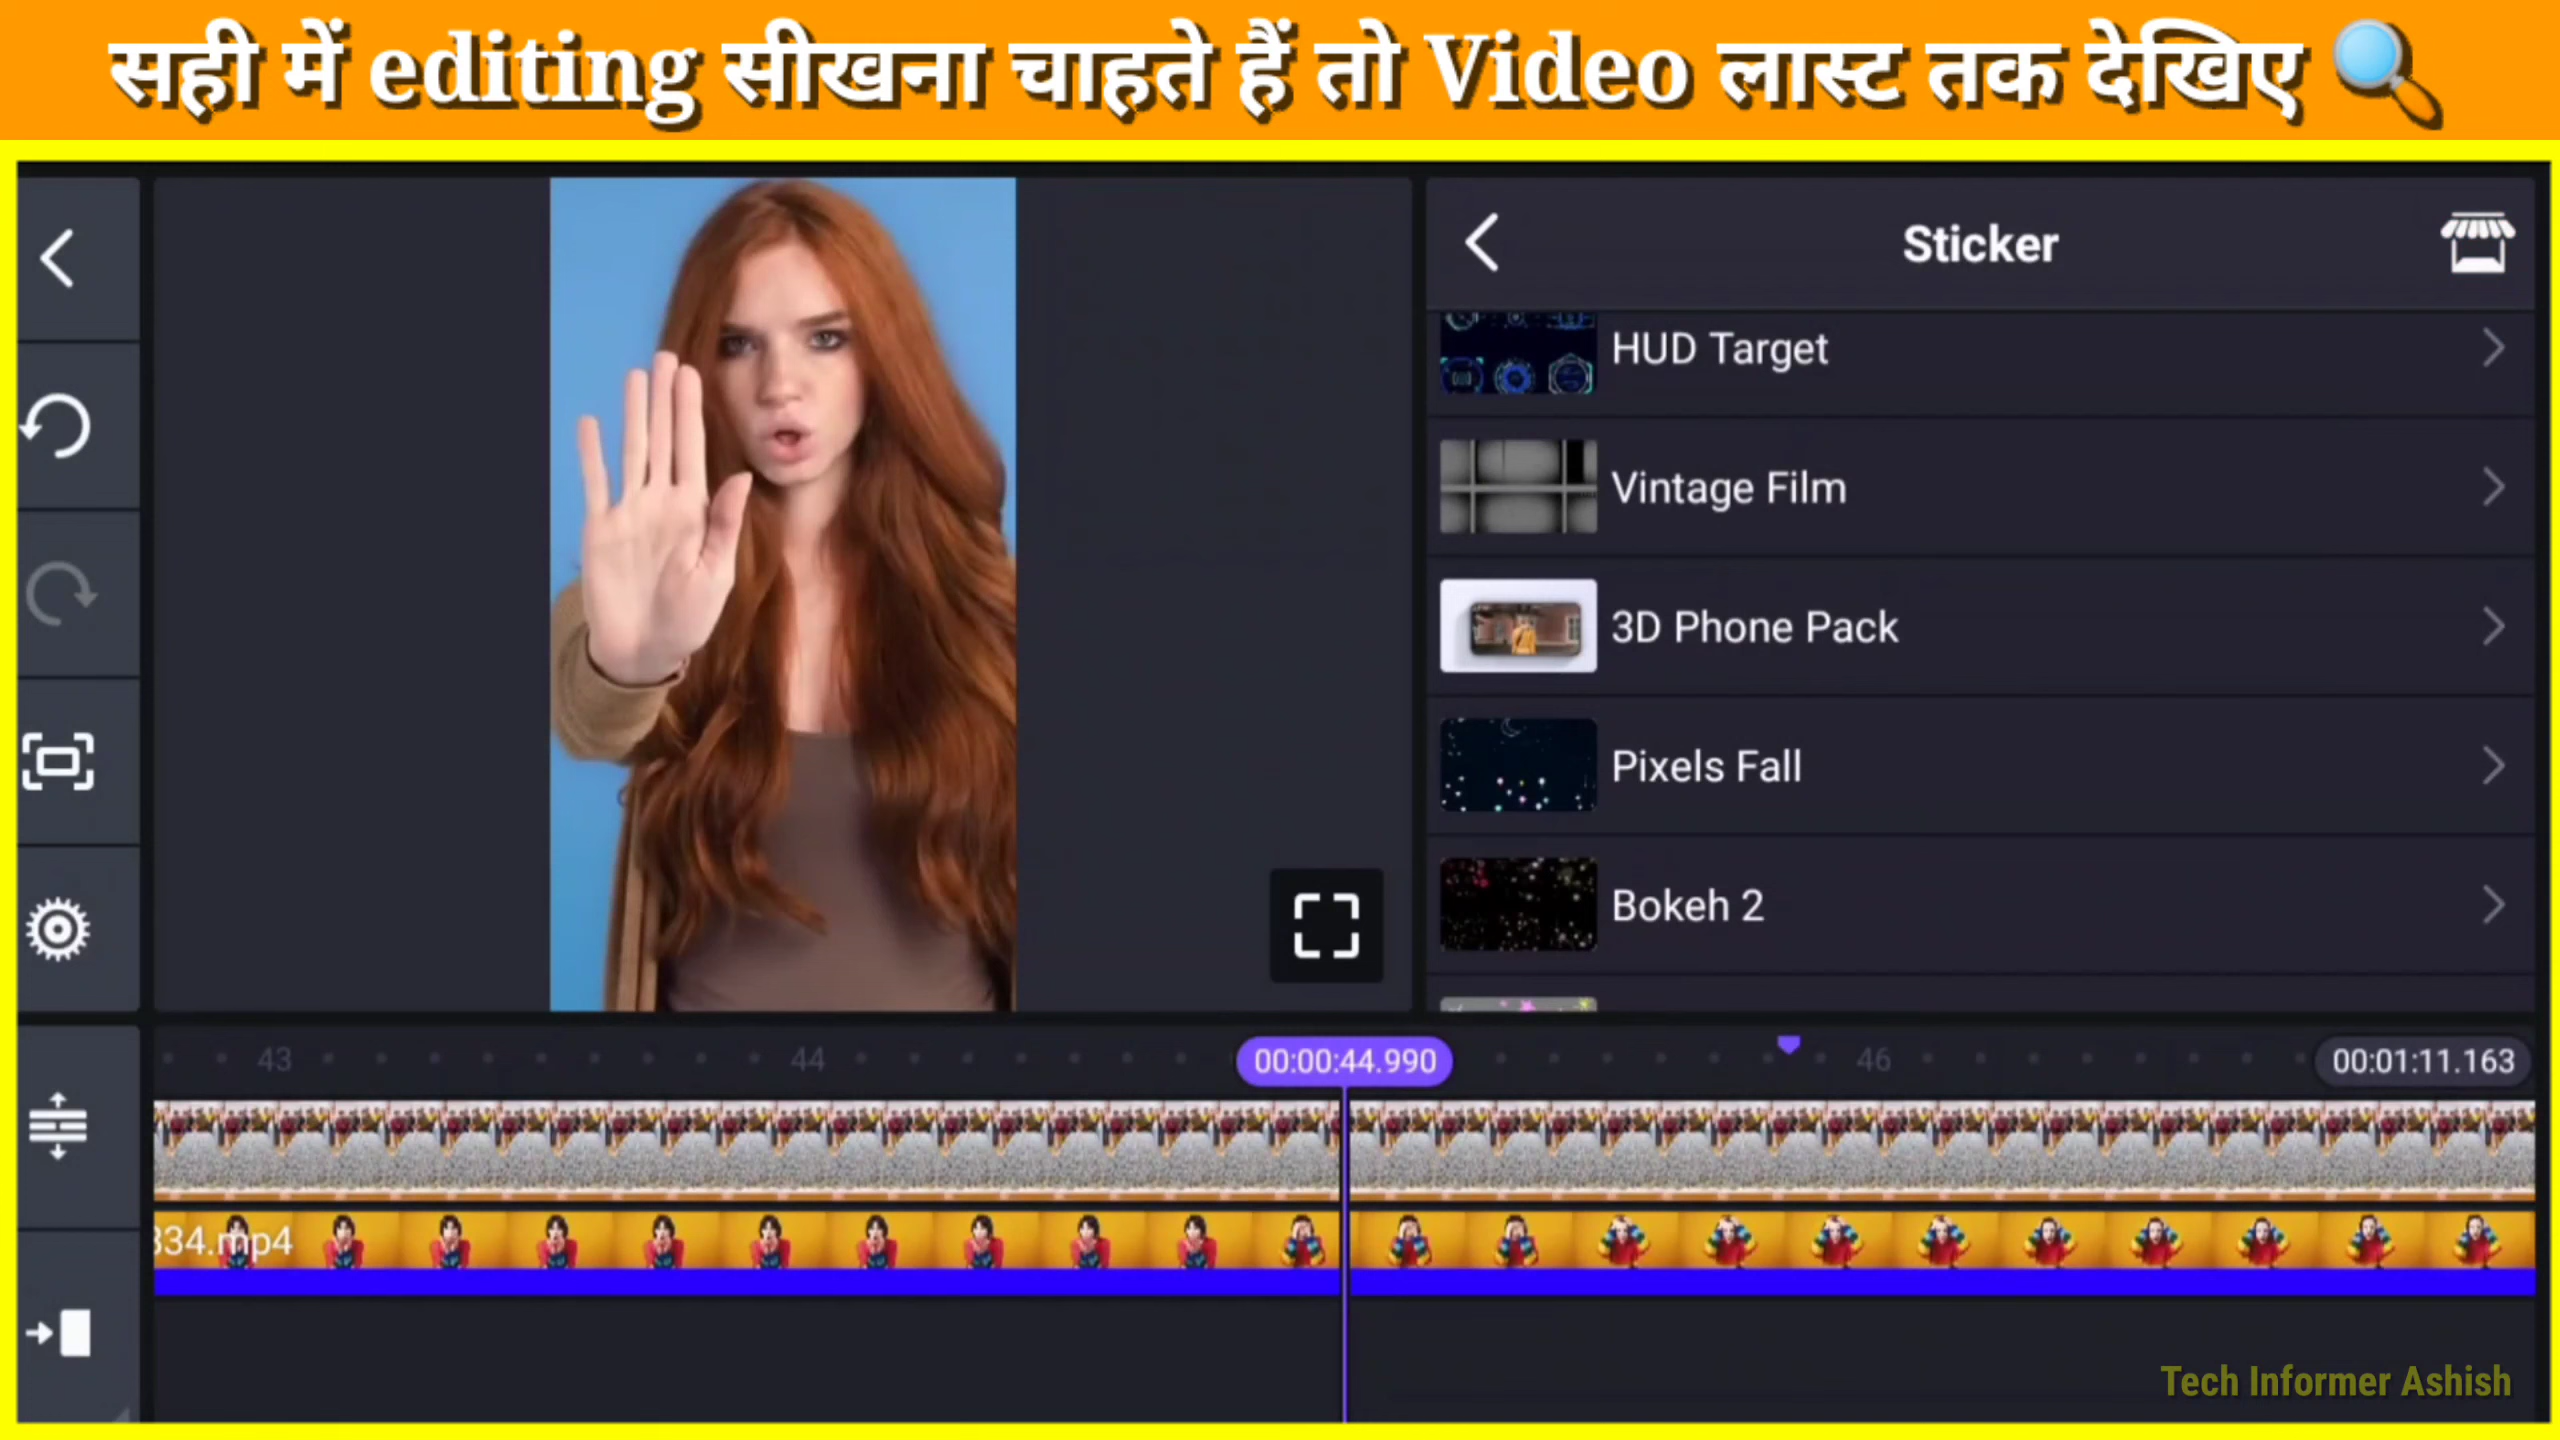 सही में editing सीखना चाहते हैं तो Video लास्ट तक देखिए
Sticker
HUD Target
Vintage Film
3D Phone Pack
Pixels Fall
Bokeh 2
43
44
00:00:44.990
46
00:01:11.163
334.mp4
Tech Informer Ashish